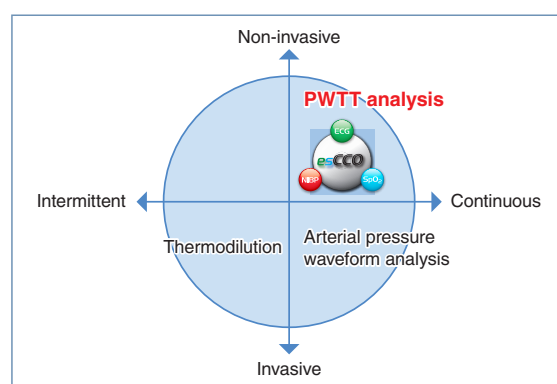 Non-invasive
PWTT analysis
ECG
esCCO
NIBP
SpO₂
Intermittent
Continuous
Thermodilution
Arterial pressure
waveform analysis
Invasive